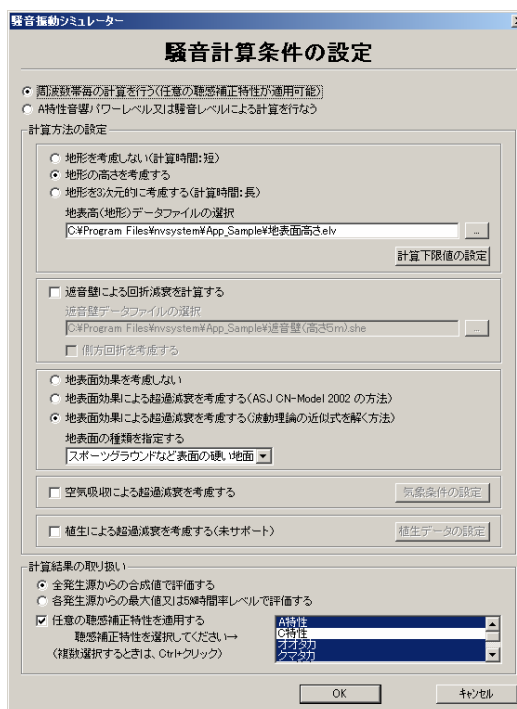 騒音振動シミュレーター
騒音計算条件の設定
周波数帯毎の計算を行う(任意の聴感補正特性が適用可能)
A特性音響パワーレベル又は騒音レベルによる計算を行なう
計算方法の設定
地形を考慮しない(計算時間:短)
地形の高さを考慮する
地形を3次元的に考慮する(計算時間:長)
地表高(地形)データファイルの選択
C:¥Program Files¥nvsystem¥App_Sample¥地表面高さ.elv
...
計算下限値の設定
遮音壁による回折減衰を計算する
遮音壁データファイルの選択
C:¥Program Files¥nvsystem¥App_Sample¥遮音壁(高さ5m).she
...
側方回折を考慮する
地表面効果を考慮しない
地表面効果による超過減衰を考慮する(ASJ CN-Model 2002 の方法)
地表面効果による超過減衰を考慮する(波動理論の近似式を解く方法)
地表面の種類を指定する
スポーツグラウンドなど表面の硬い地面
空気吸収による超過減衰を考慮する
気象条件の設定
植生による超過減衰を考慮する(未サポート)
植生データの設定
計算結果の取り扱い
全発生源からの合成値で評価する
各発生源からの最大値又は5%時間率レベルで評価する
任意の聴感補正特性を適用する
聴感補正特性を選択してください→
(複数選択するときは、Ctrl+クリック)
A特性
C特性
オオタカ
クマタカ
OK
キャンセル